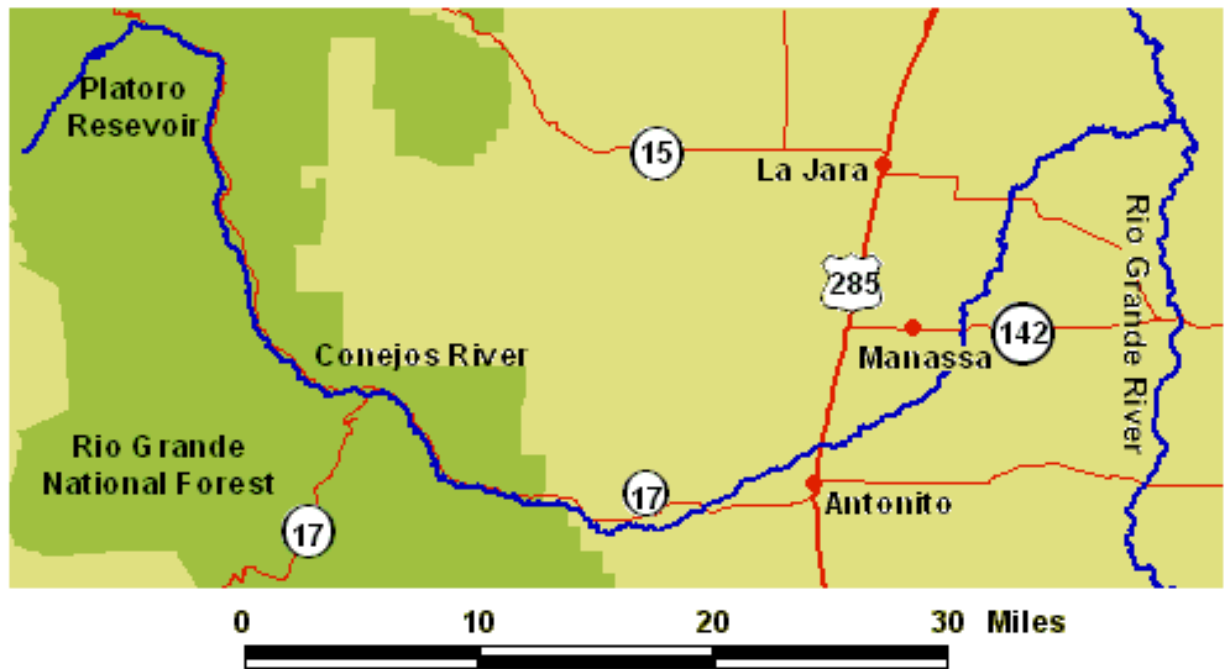 Platoro
Resevoir
15
La Jara
Rio Grande River
285
142
Manassa
Conejos River
Rio Grande
National Forest
17
17
Antonito
0 10 20 30 Miles